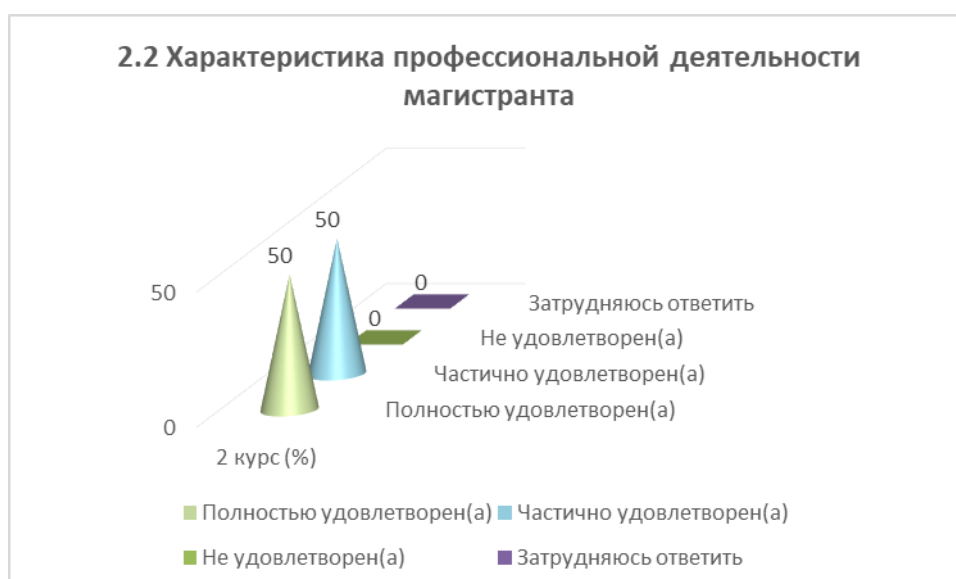 2.2 Характеристика профессиональной деятельности
магистранта
50
50
50
0
0
0
Затрудняюсь ответить
Не удовлетворен(а)
Частично удовлетворен(а)
Полностью удовлетворен(а)
2 курс (%)
Полностью удовлетворен(а) Частично удовлетворен(а)
Не удовлетворен(а) Затрудняюсь ответить